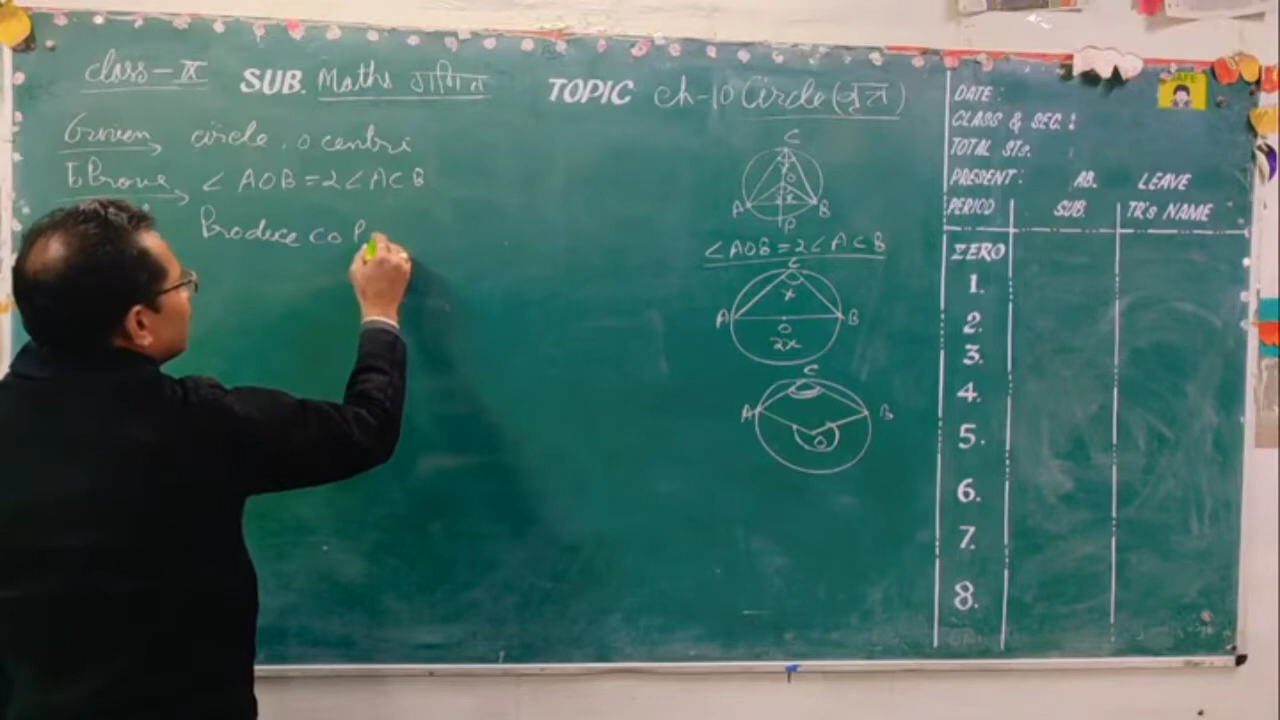 class-IX SUB. Maths गणित TOPIC Ch-10 Circle (वृत्त)
Given circle, O centre
To Prove ∠AOB=2∠ACB
Produce CO P
C
O
2x
A B
P
∠AOB=2∠ACB
C
x
A B
O
2x
C
A B
O
DATE:
CLASS & SEC:
TOTAL STs.
PRESENT: AB. LEAVE
PERIOD SUB. TR's NAME
ZERO
1.
2.
3.
4.
5.
6.
7.
8.